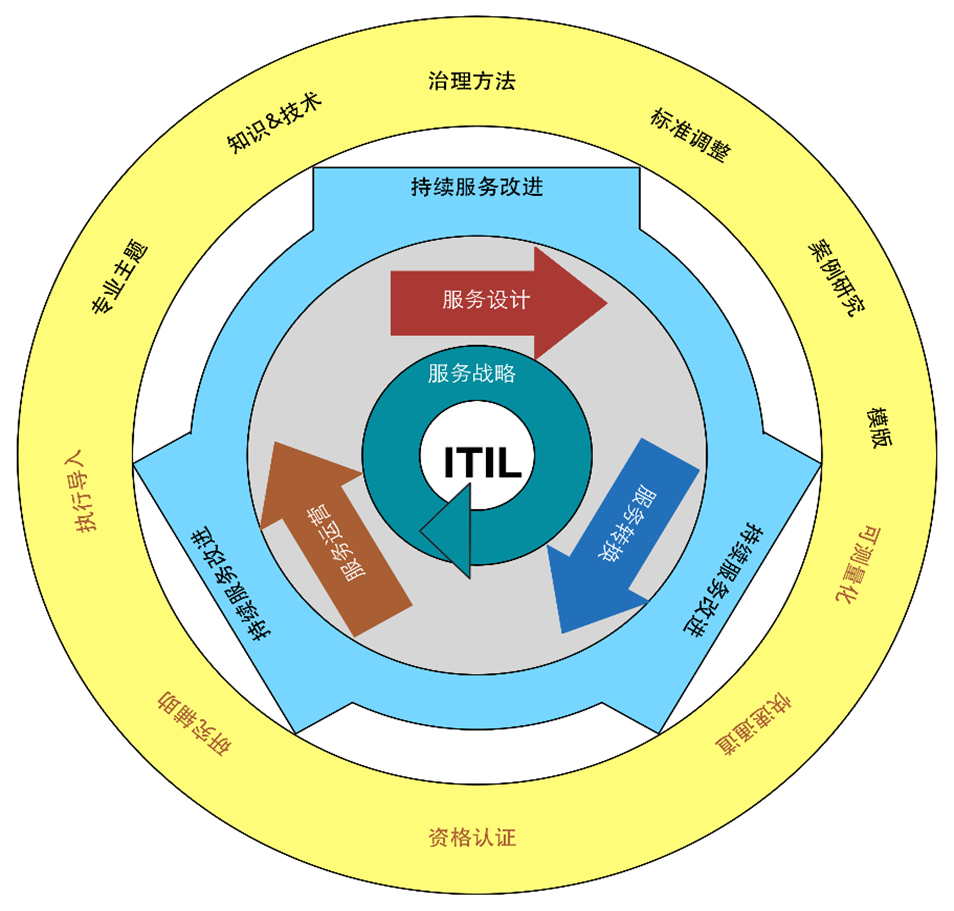 治理方法
标准调整
案例研究
模版
可测量化
快速通道
资格认证
研究辅助
执行导入
专业主题
知识&技术
持续服务改进
持续服务改进
持续服务改进
服务设计
服务转换
服务运营
服务战略
ITIL